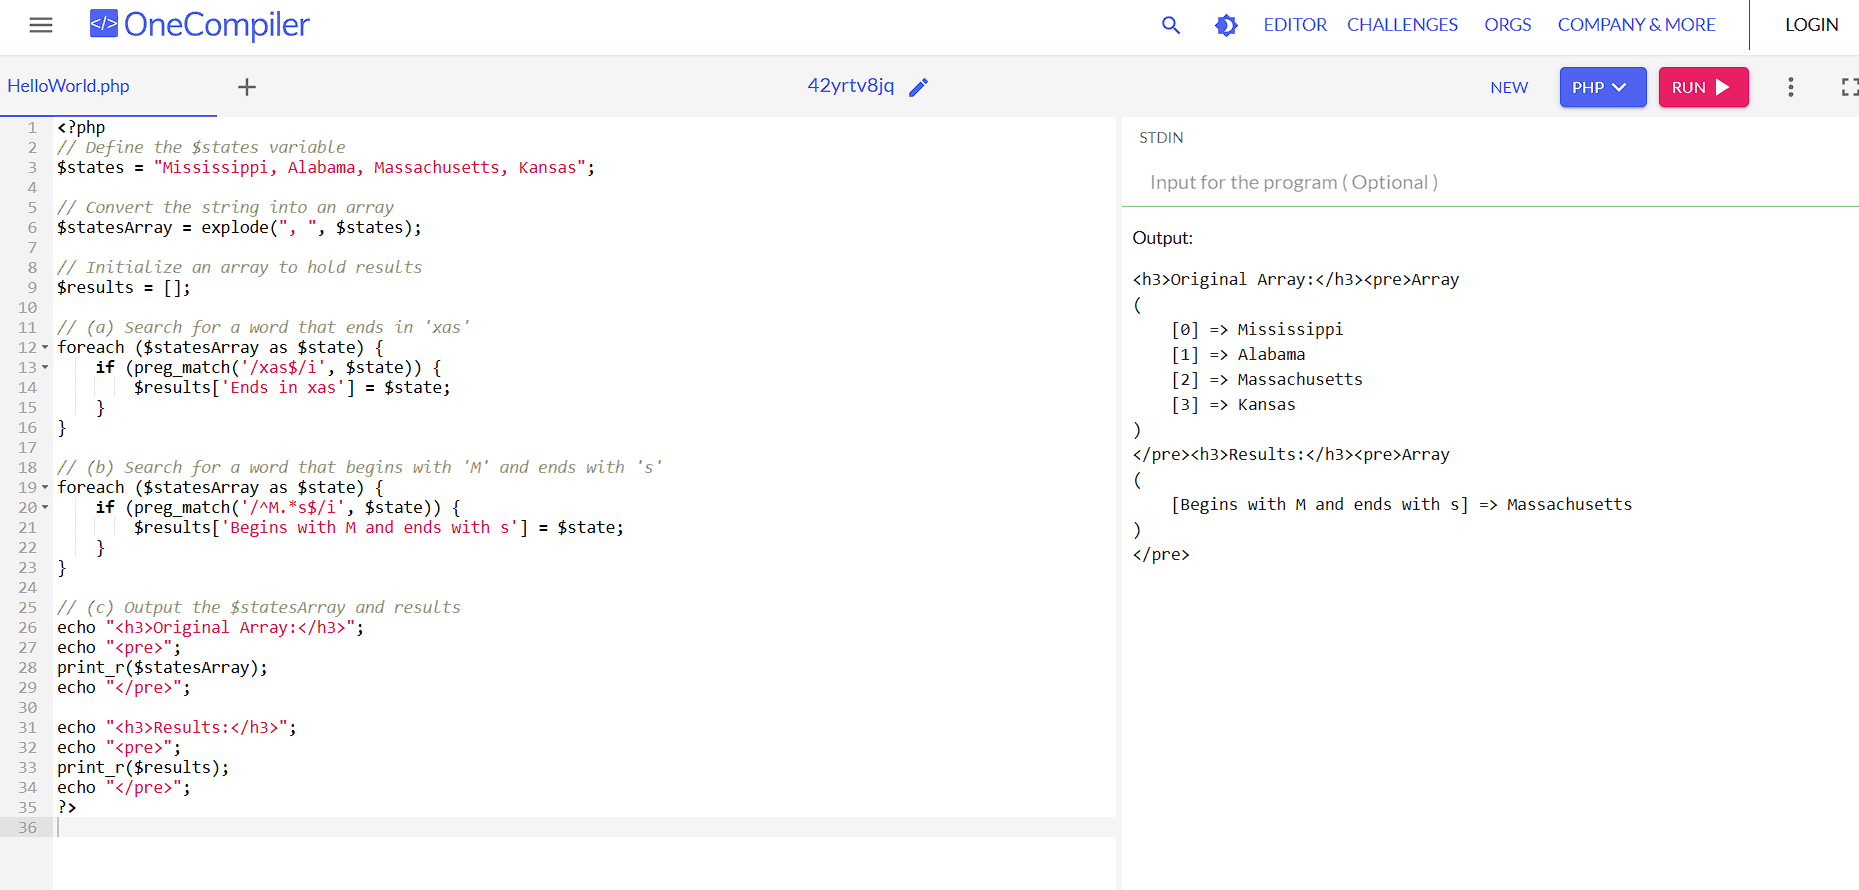 </> OneCompiler
EDITOR CHALLENGES ORGS COMPANY & MORE LOGIN
HelloWorld.php + 42yrtv8jq NEW PHP RUN
1 <?php
2 // Define the $states variable
3 $states = "Mississippi, Alabama, Massachusetts, Kansas";
4
5 // Convert the string into an array
6 $statesArray = explode(", ", $states);
7
8 // Initialize an array to hold results
9 $results = [];
10
11 // (a) Search for a word that ends in 'xas'
12 foreach ($statesArray as $state) {
13     if (preg_match('/xas$/i', $state)) {
14         $results['Ends in xas'] = $state;
15     }
16 }
17
18 // (b) Search for a word that begins with 'M' and ends with 's'
19 foreach ($statesArray as $state) {
20     if (preg_match('/^M.*s$/i', $state)) {
21         $results['Begins with M and ends with s'] = $state;
22     }
23 }
24
25 // (c) Output the $statesArray and results
26 echo "<h3>Original Array:</h3>";
27 echo "<pre>";
28 print_r($statesArray);
29 echo "</pre>";
30
31 echo "<h3>Results:</h3>";
32 echo "<pre>";
33 print_r($results);
34 echo "</pre>";
35 ?>
36
STDIN
Input for the program ( Optional )
Output:
<h3>Original Array:</h3><pre>Array
(
    [0] => Mississippi
    [1] => Alabama
    [2] => Massachusetts
    [3] => Kansas
)
</pre><h3>Results:</h3><pre>Array
(
    [Begins with M and ends with s] => Massachusetts
)
</pre>